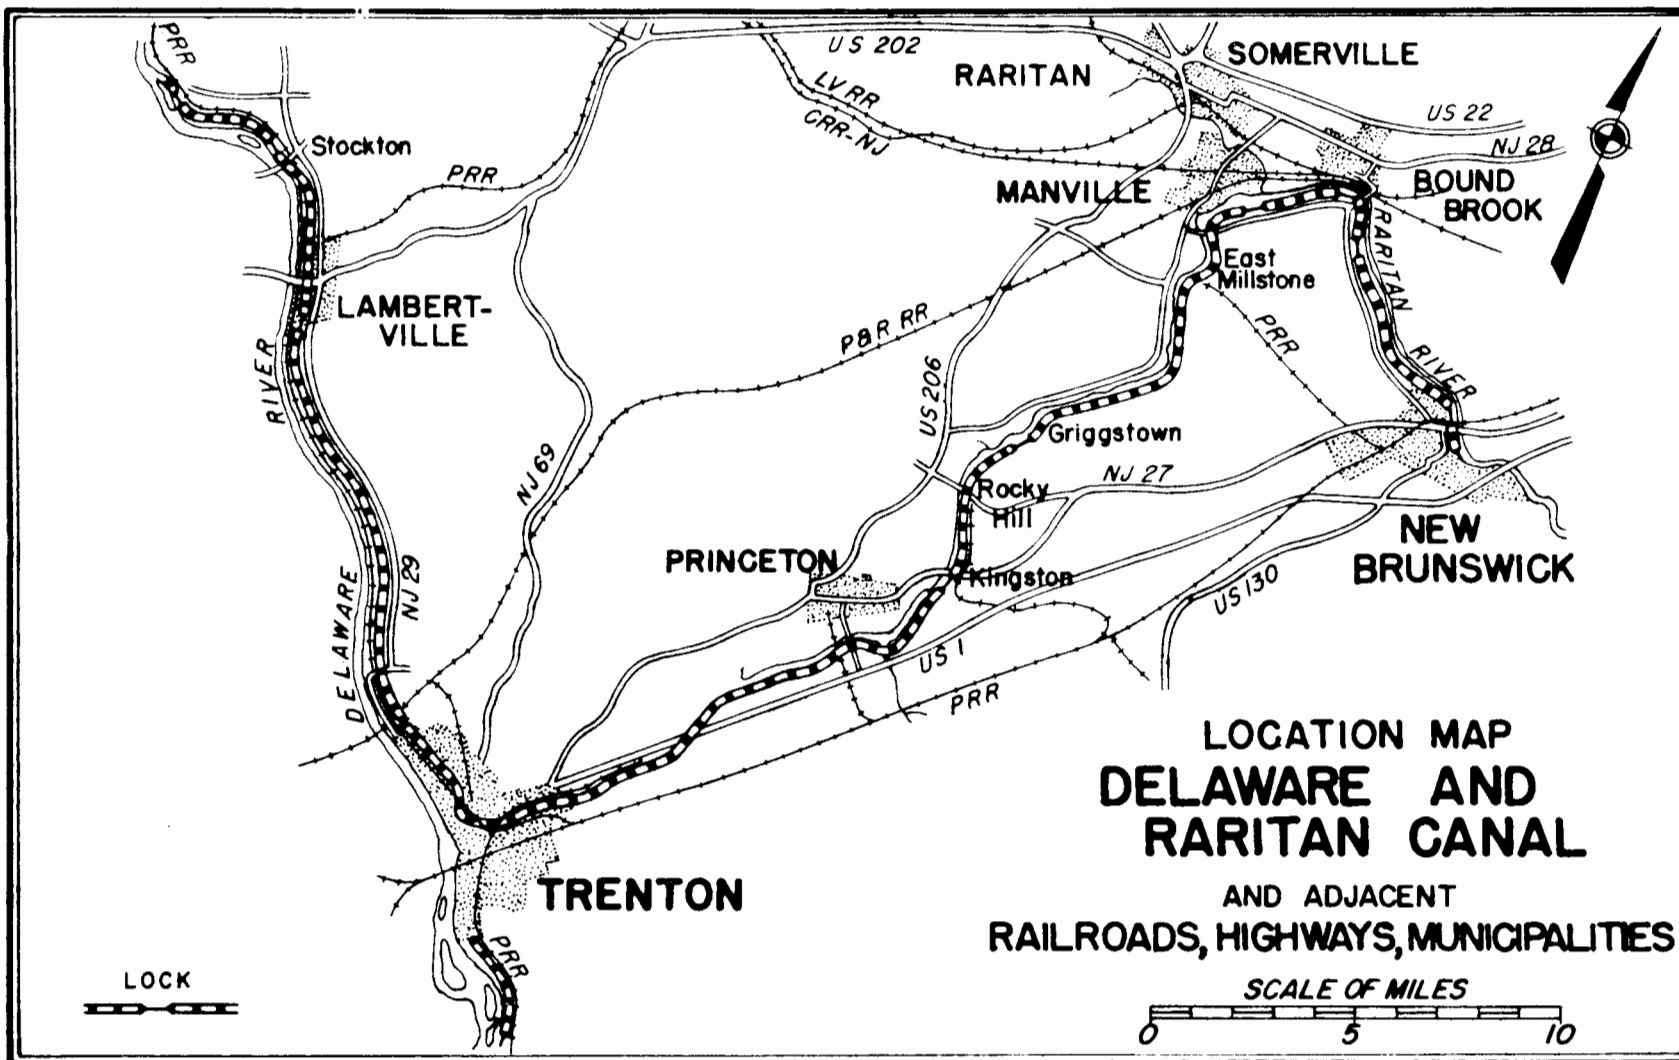 PRR
US 202
SOMERVILLE
RARITAN
LV RR
CRR-NJ
US 22
NJ 28
Stockton
PRR
MANVILLE
BOUND
BROOK
RARITAN
RIVER
East
Millstone
LAMBERT-
VILLE
P&R RR
PRR
RIVER
US 206
Griggstown
NJ 69
NJ 27
Rocky
Hill
NEW
BRUNSWICK
PRINCETON
Kingston
US 130
NJ 29
DELAWARE
US 1
PRR
LOCATION MAP
DELAWARE AND
RARITAN CANAL
AND ADJACENT
RAILROADS, HIGHWAYS, MUNICIPALITIES
TRENTON
PRR
LOCK
SCALE OF MILES
0 5 10